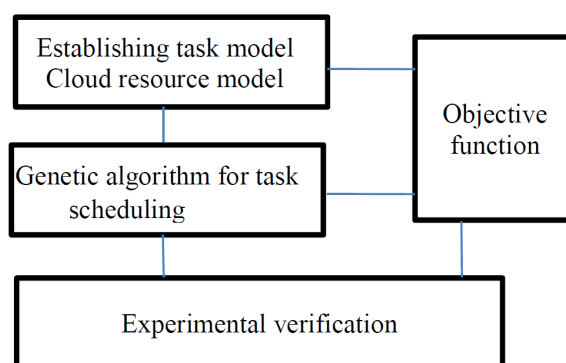 Establishing task model
Cloud resource model
Objective
function
Genetic algorithm for task
scheduling
Experimental verification